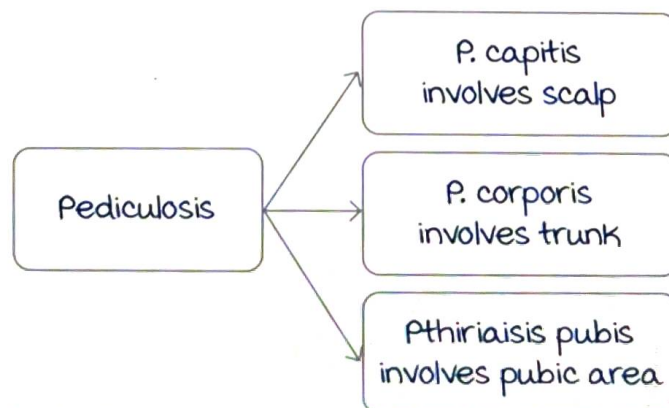 Pediculosis
P. capitis
involves scalp
P. corporis
involves trunk
Pthiriaisis pubis
involves pubic area